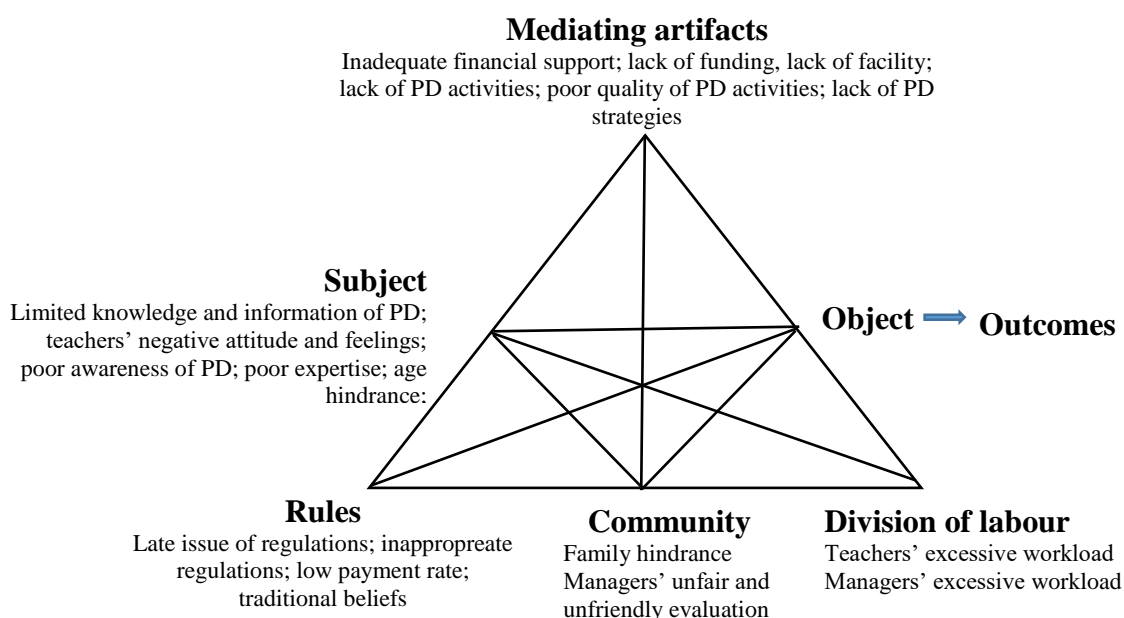 Mediating artifacts
Inadequate financial support; lack of funding, lack of facility;
lack of PD activities; poor quality of PD activities; lack of PD
strategies
Subject
Limited knowledge and information of PD;
teachers’ negative attitude and feelings;
poor awareness of PD; poor expertise; age
hindrance:
Object
Outcomes
Rules
Late issue of regulations; inappropreate
regulations; low payment rate;
traditional beliefs
Community
Family hindrance
Managers’ unfair and
unfriendly evaluation
Division of labour
Teachers’ excessive workload
Managers’ excessive workload